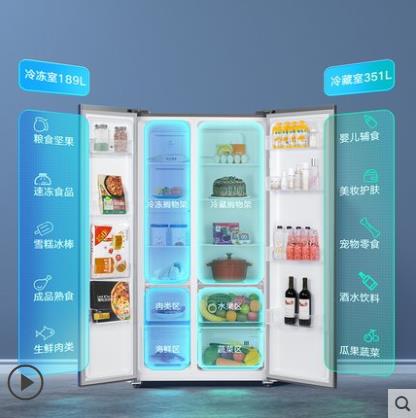 冷冻室189L
冷藏室351L
粮食坚果
速冻食品
雪糕冰棒
成品熟食
生鲜肉类
冷冻搁物架
冷藏搁物架
肉类区
水果区
海鲜区
蔬菜区
婴儿辅食
美妆护肤
宠物零食
酒水饮料
瓜果蔬菜